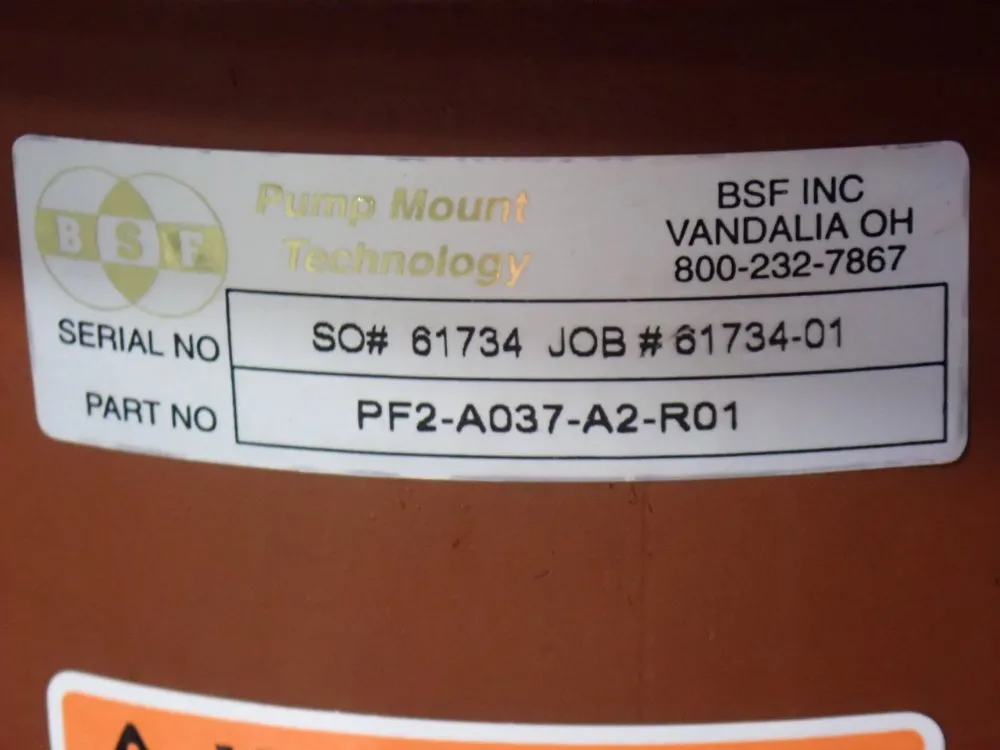 BSF
Pump Mount
Technology
BSF INC
VANDALIA OH
800-232-7867
SERIAL NO SO# 61734 JOB # 61734-01
PART NO PF2-A037-A2-R01